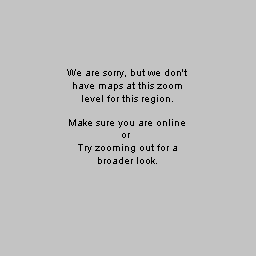 We are sorry, but we don't
have maps at this zoom
level for this region.
Make sure you are online
or
Try zooming out for a
broader look.